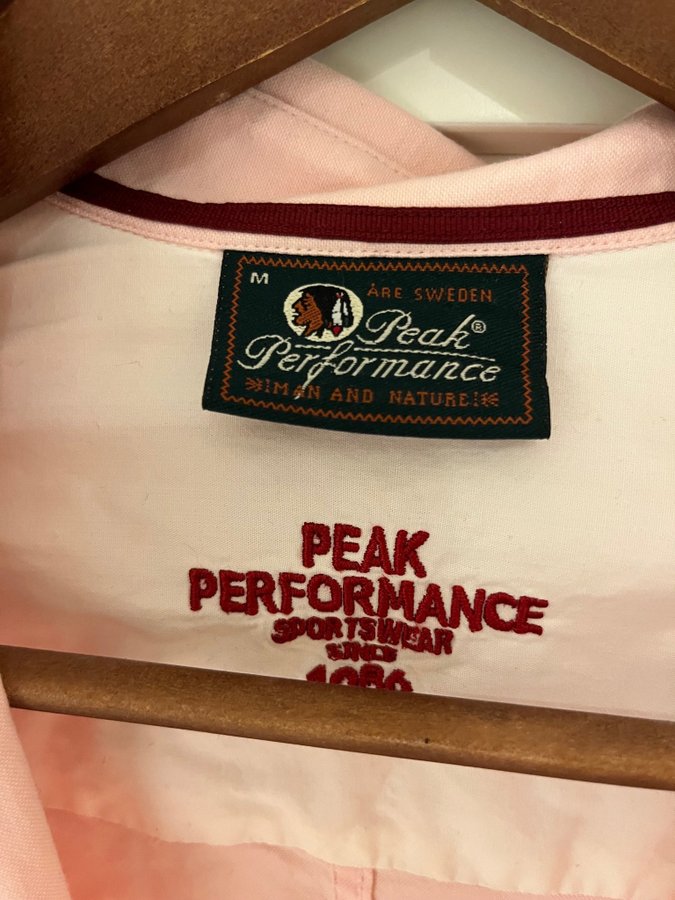 M
ÅRE SWEDEN
Peak®
Performance
MAN AND NATURE
PEAK
PERFORMANCE
SPORTSWEAR
SINCE